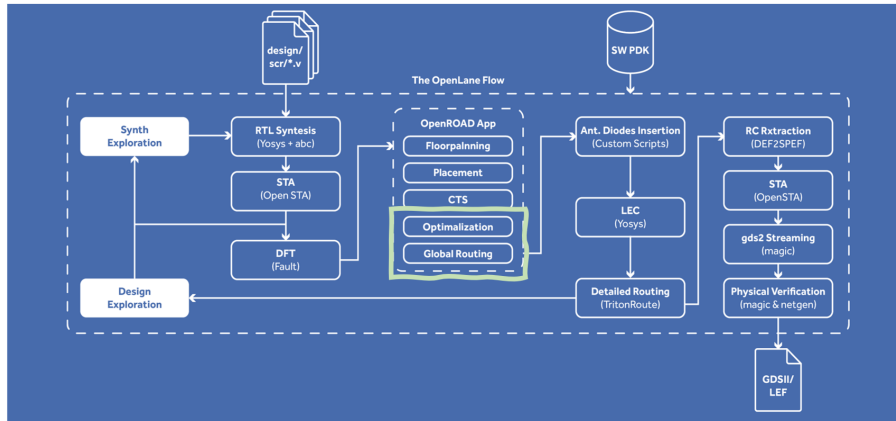 design/
scr/*.v
SW PDK
The OpenLane Flow
Synth
Exploration
RTL Syntesis
(Yosys + abc)
STA
(Open STA)
DFT
(Fault)
Design
Exploration
OpenROAD App
Floorpalnning
Placement
CTS
Optimalization
Global Routing
Ant. Diodes Insertion
(Custom Scripts)
LEC
(Yosys)
Detailed Routing
(TritonRoute)
RC Rxtraction
(DEF2SPEF)
STA
(OpenSTA)
gds2 Streaming
(magic)
Physical Verification
(magic & netgen)
GDSII/
LEF